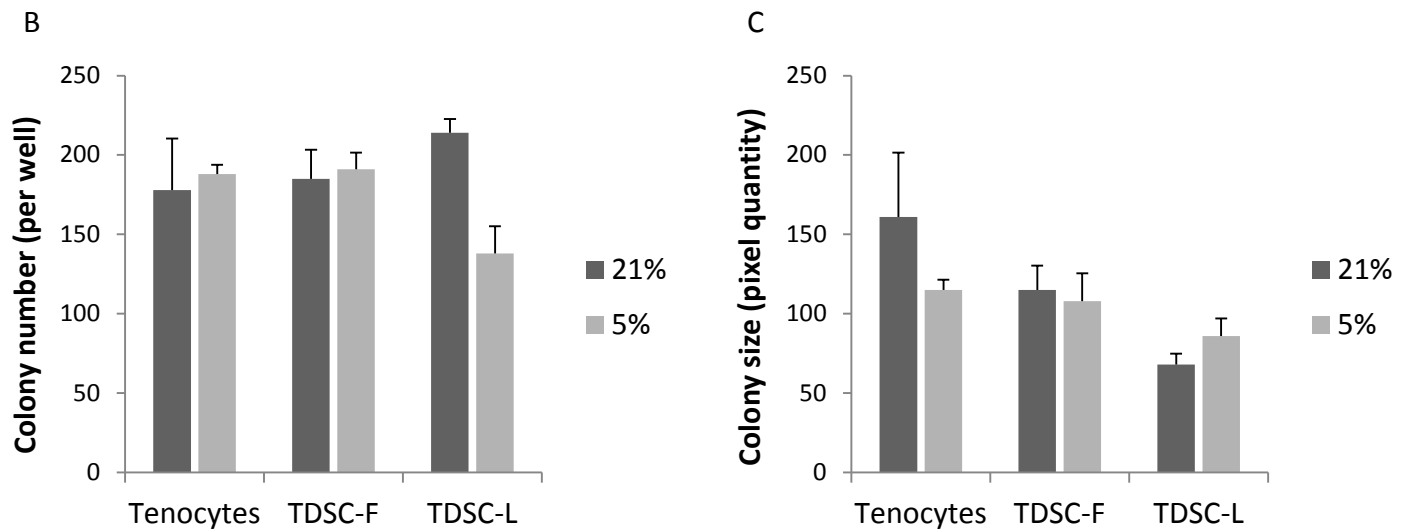 B
Colony number (per well)
250
200
150
100
50
0
Tenocytes TDSC-F TDSC-L
21%
5%
C
Colony size (pixel quantity)
250
200
150
100
50
0
Tenocytes TDSC-F TDSC-L
21%
5%